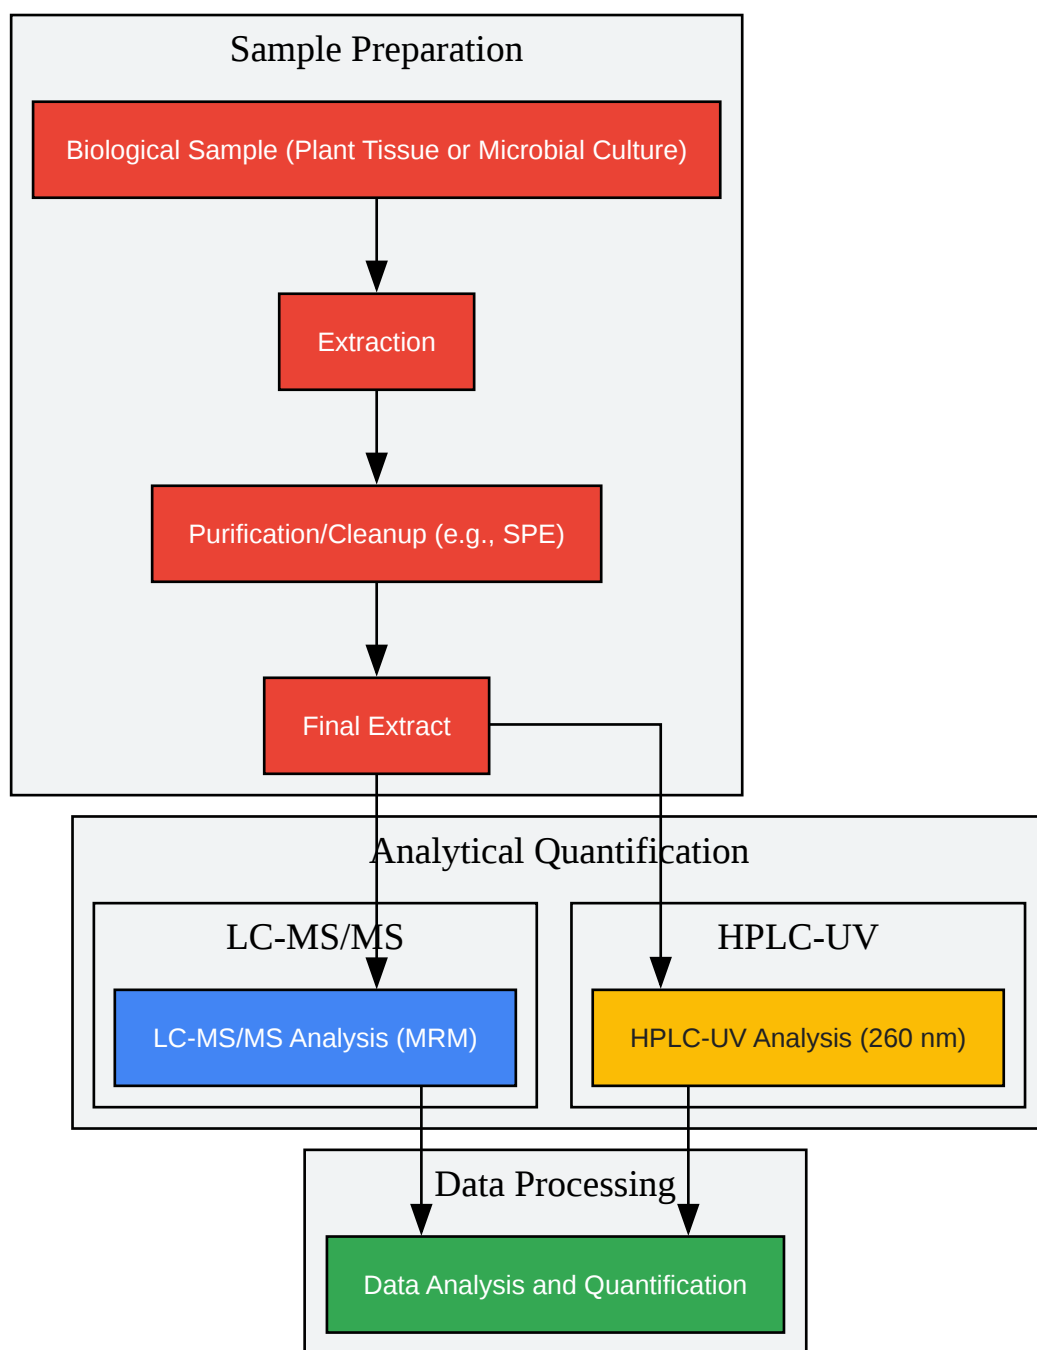 Sample Preparation
Biological Sample (Plant Tissue or Microbial Culture)
Extraction
Purification/Cleanup (e.g., SPE)
Final Extract
Analytical Quantification
LC-MS/MS
HPLC-UV
LC-MS/MS Analysis (MRM)
HPLC-UV Analysis (260 nm)
Data Processing
Data Analysis and Quantification